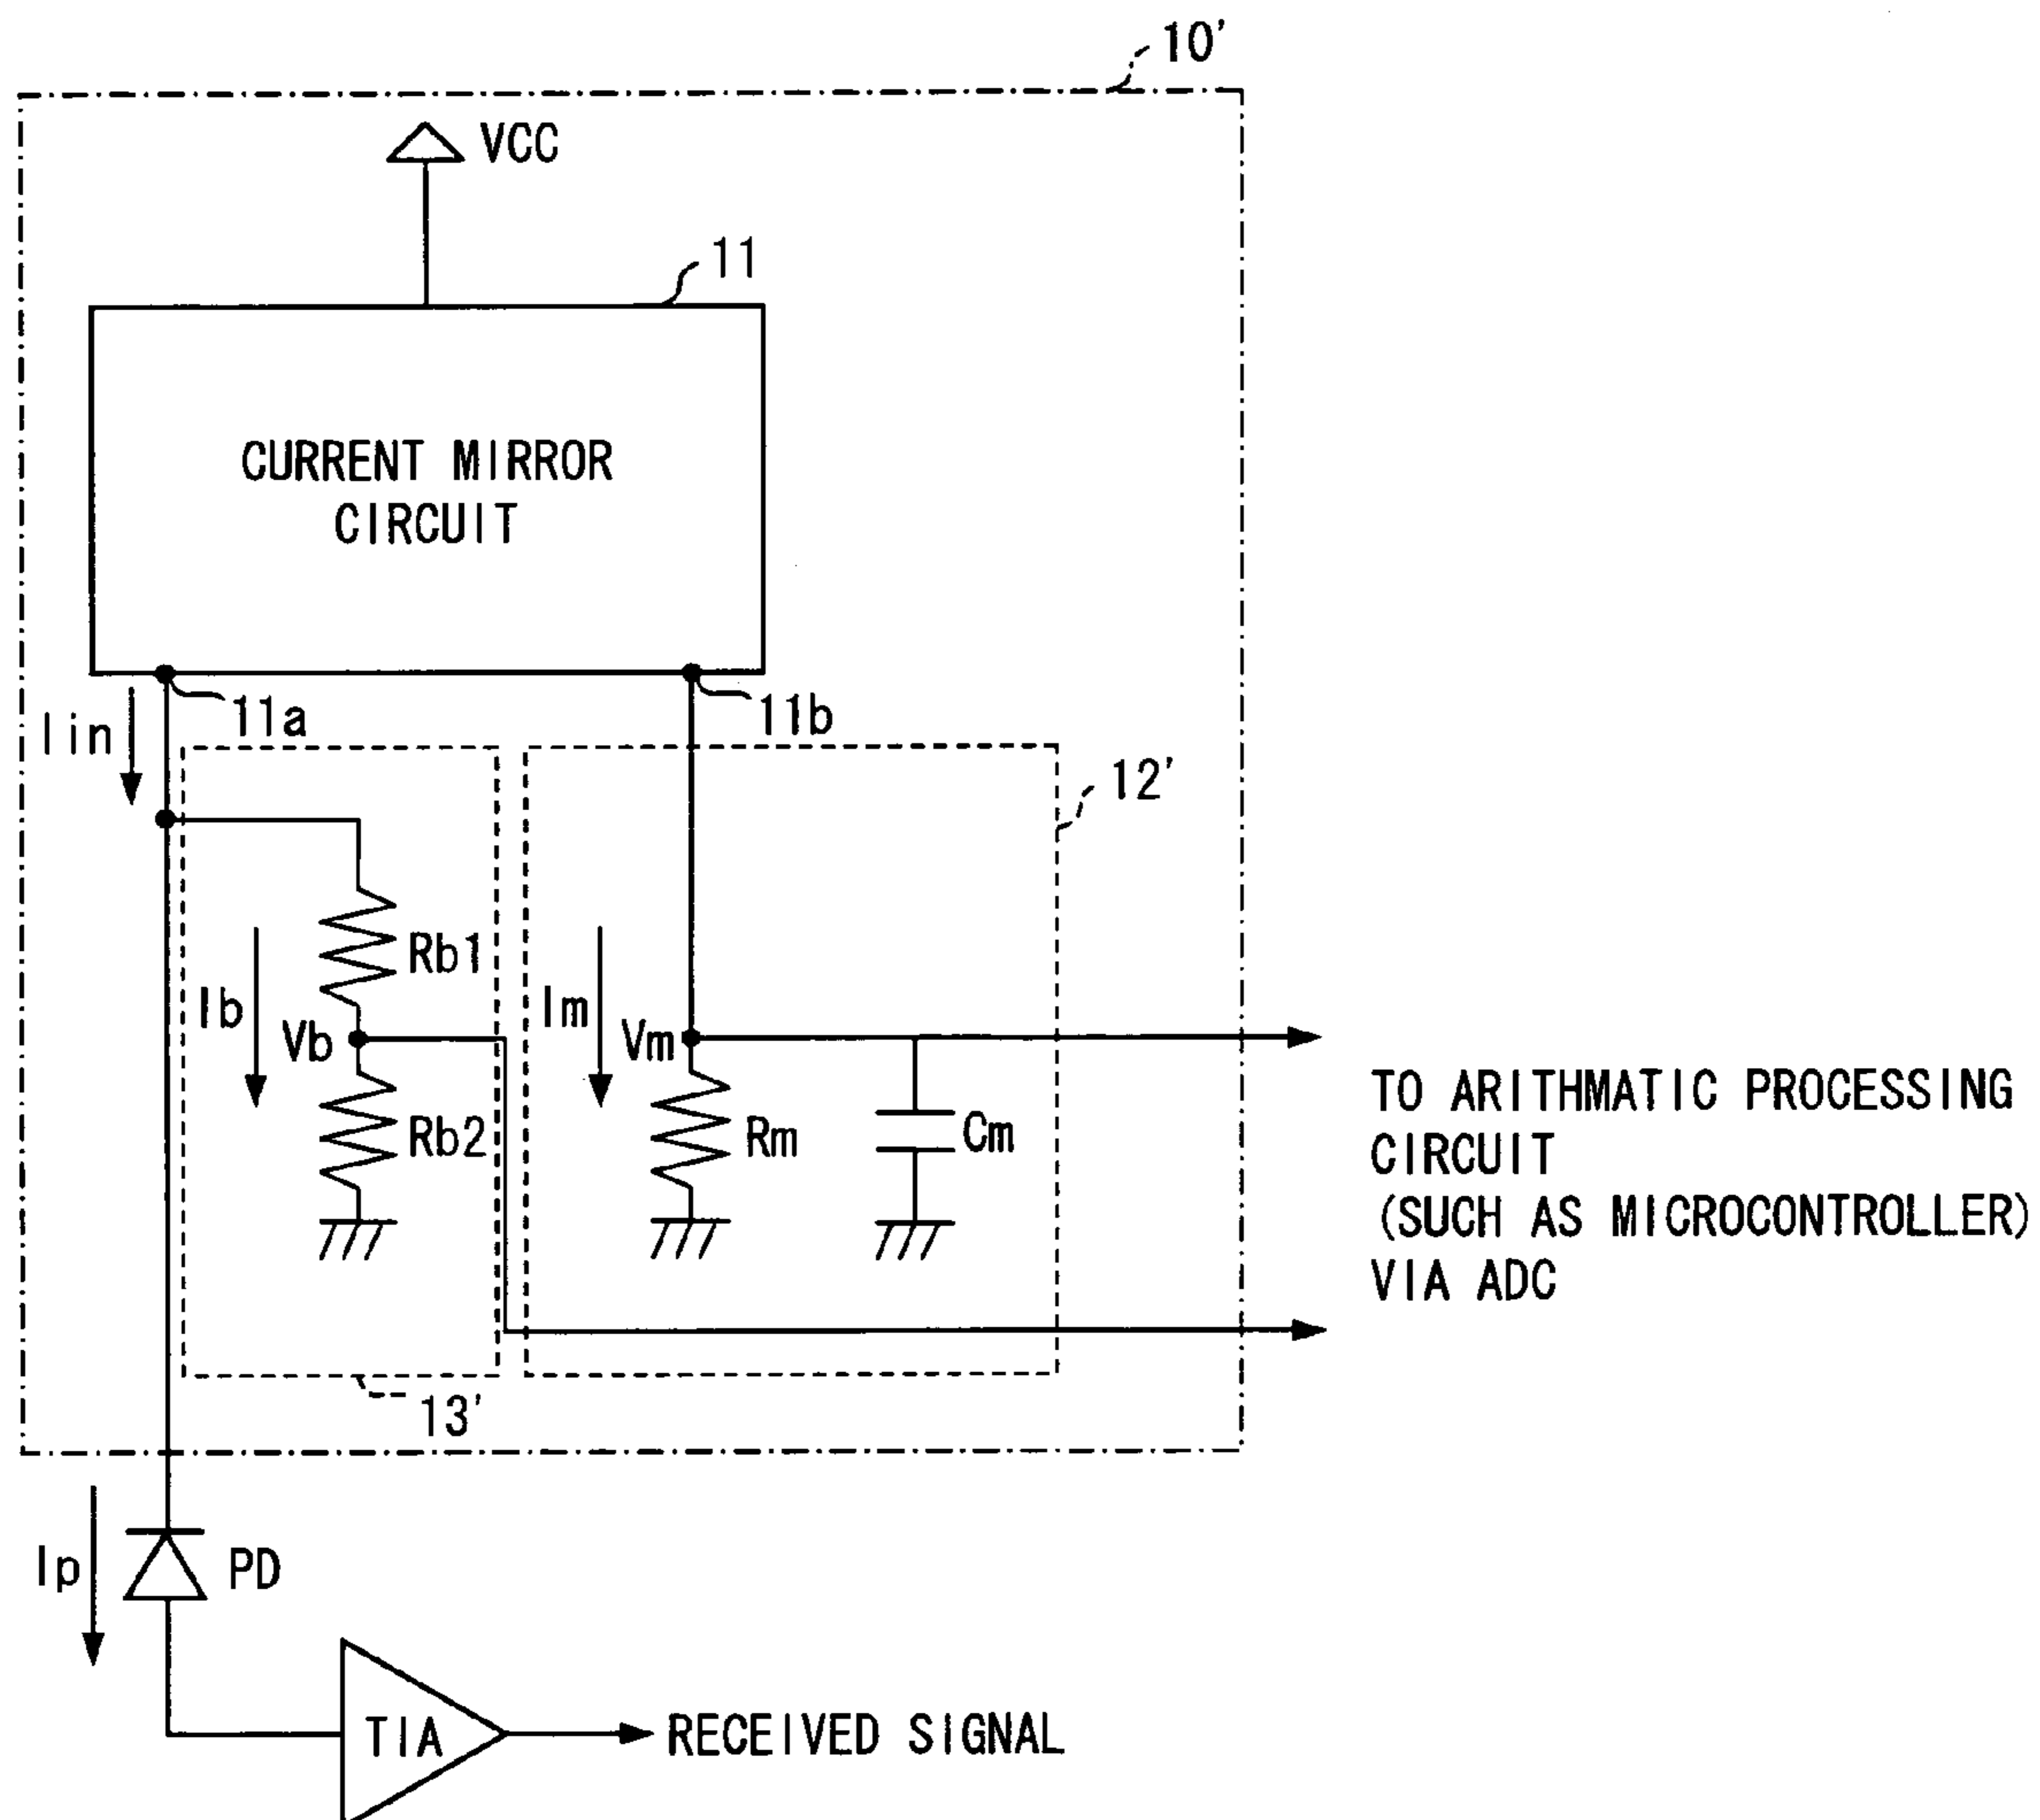 10'
VCC
11
CURRENT MIRROR
CIRCUIT
11a
11b
Iin
12'
Rb1
Ib
Vb
Im
Vm
Rb2
Rm
Cm
TO ARITHMATIC PROCESSING
CIRCUIT
(SUCH AS MICROCONTROLLER)
VIA ADC
13'
Ip
PD
TIA
RECEIVED SIGNAL